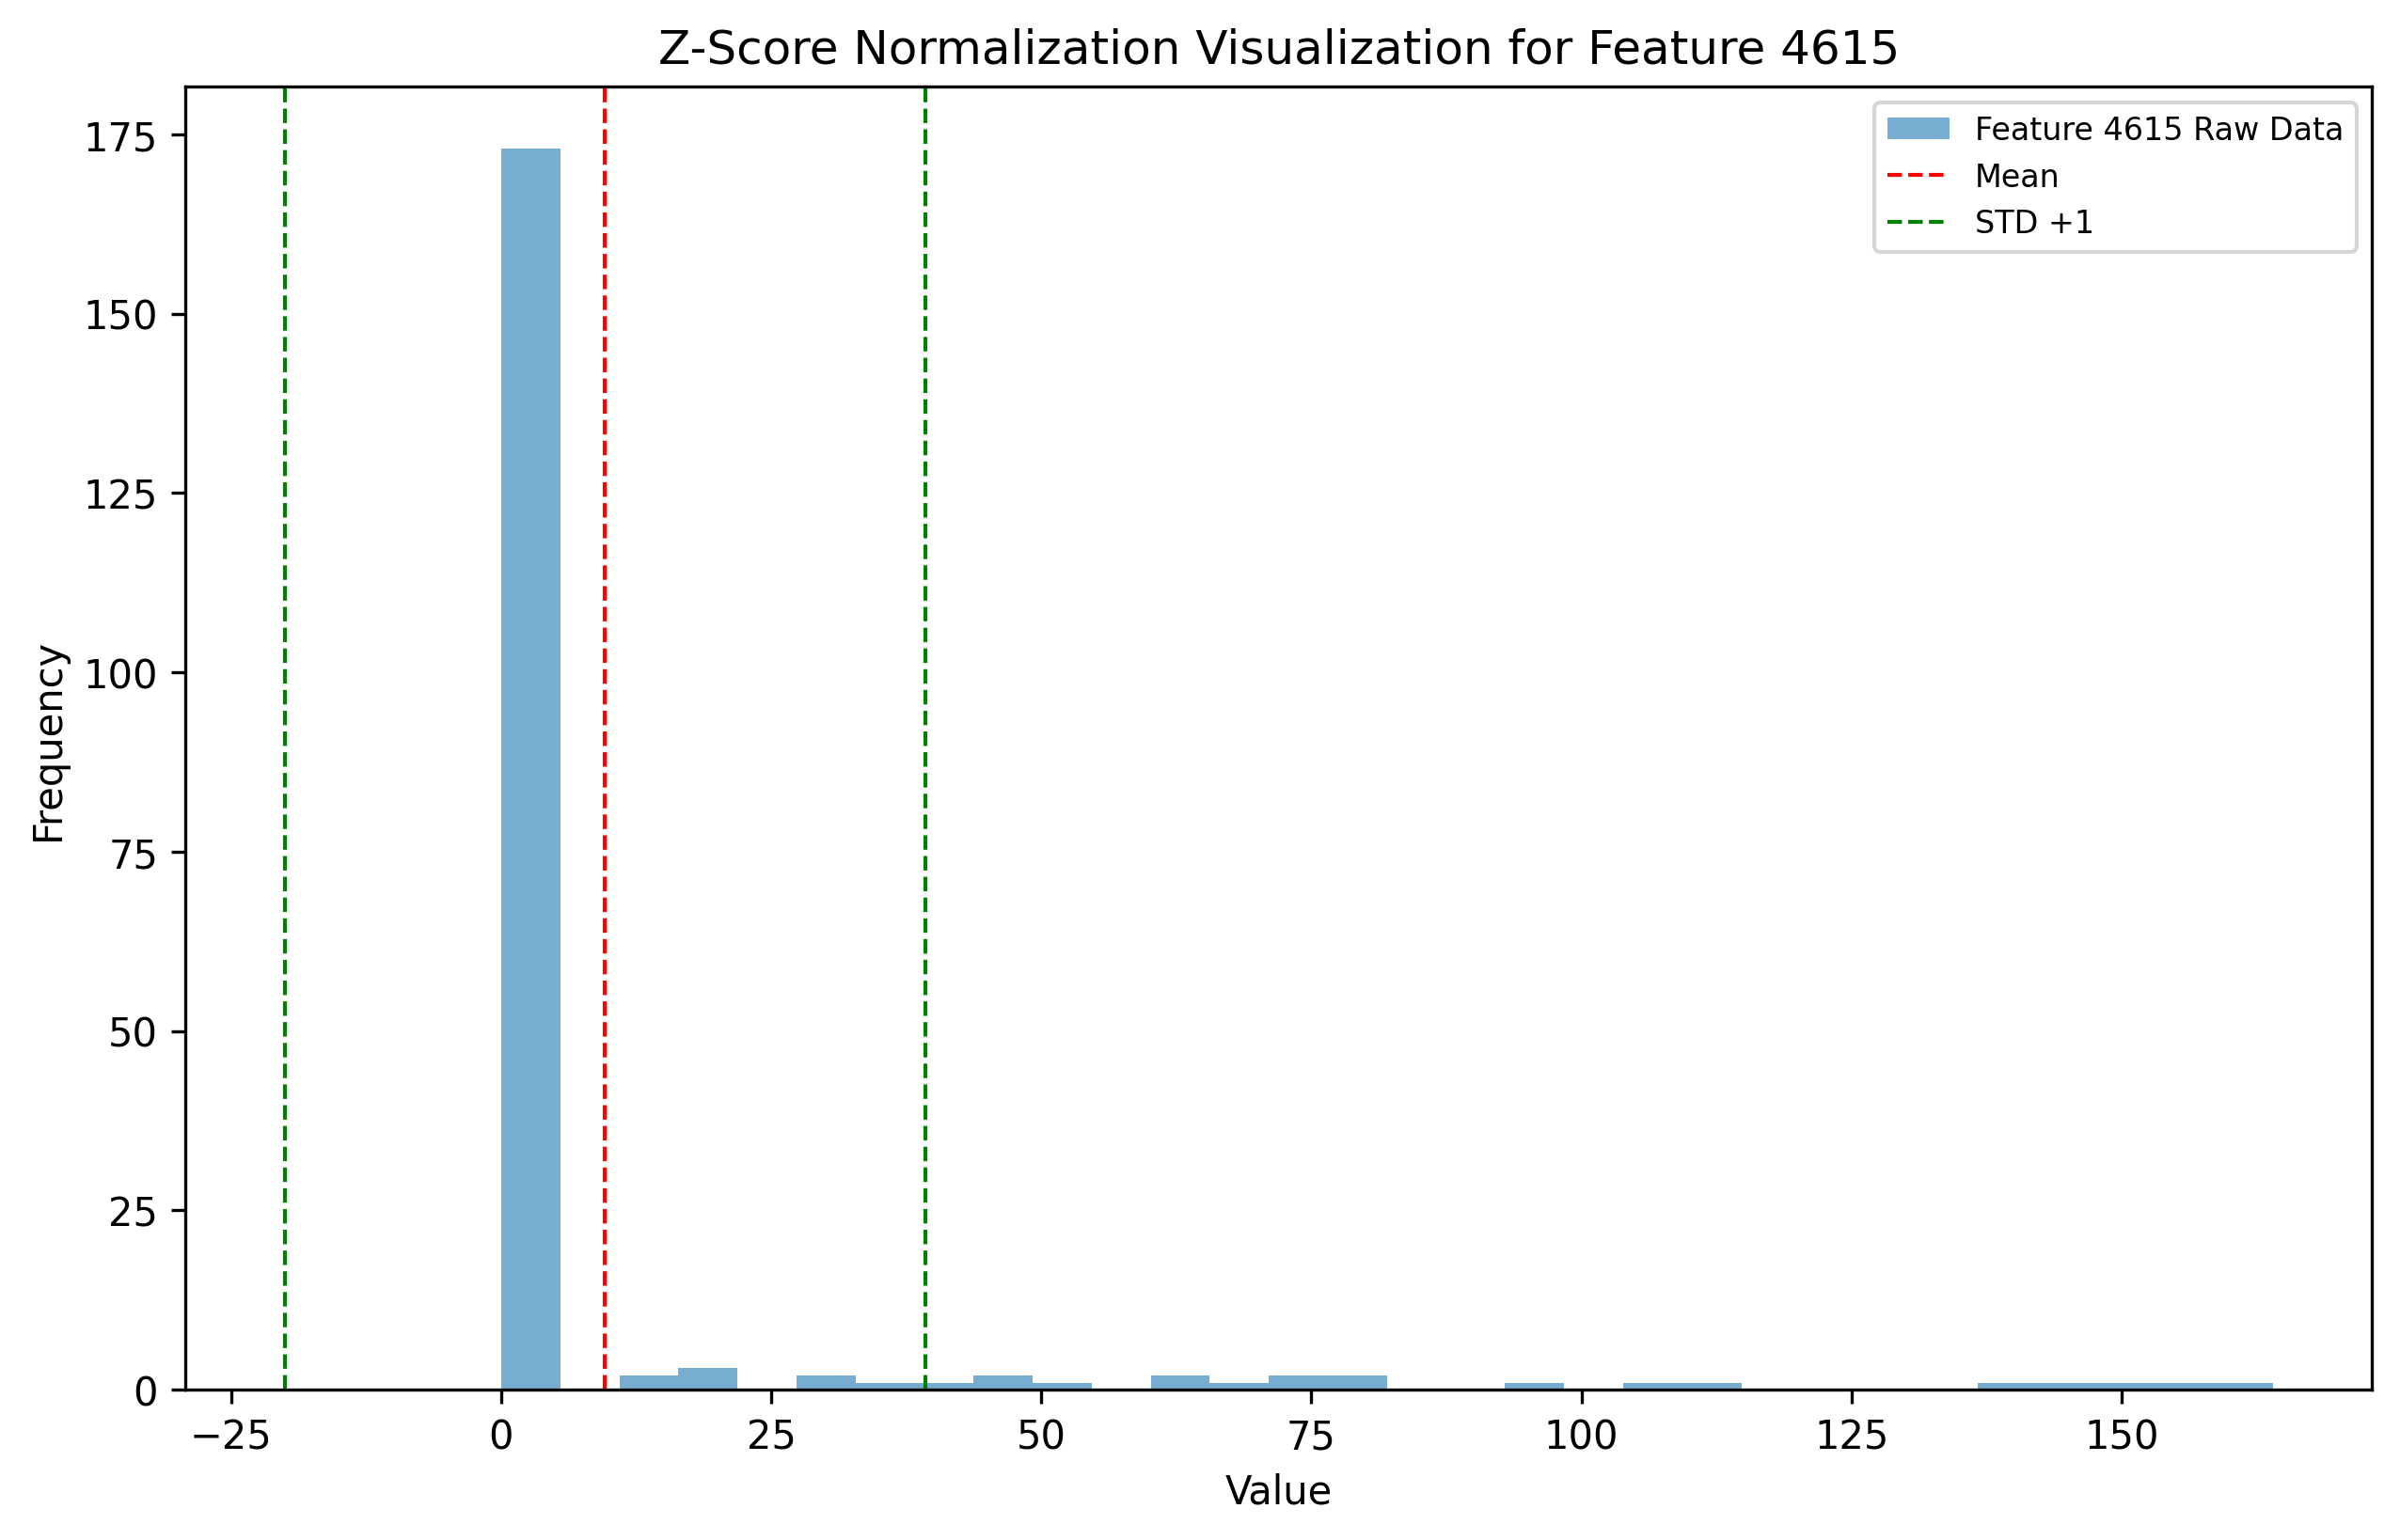 Z-Score Normalization Visualization for Feature 4615
Feature 4615 Raw Data
Mean
STD +1
175
150
125
100
75
50
25
0
Frequency
−25 0 25 50 75 100 125 150
Value